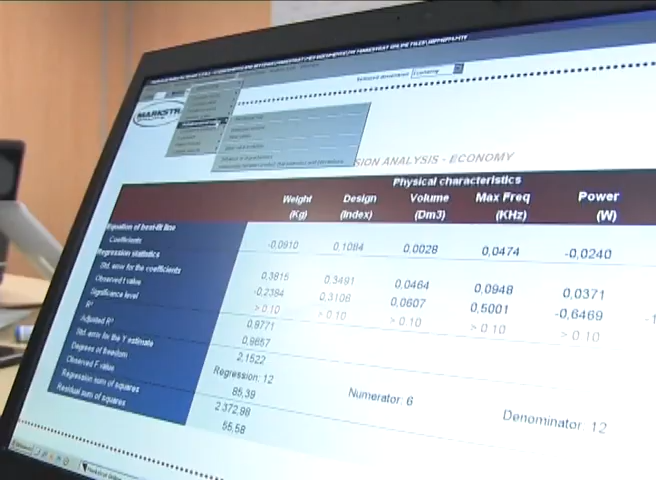 MARKSTR
Economy
SION ANALYSIS - ECONOMY
Physical characteristics
Weight Design Volume Max Freq Power
(Kg) (Index) (Dm3) (KHz) (W)
Equation of best-fit line
Coefficients -0,0910 0,1084 0,0028 0,0474 -0,0240
Regression statistics
Std. error for the coefficients 0,3815 0,3491 0,0464 0,0948 0,0371
Observed t value -0,2384 0,3106 0,0607 0,5001 -0,6469
Significance level > 0.10 > 0.10 > 0.10 > 0.10 > 0.10
R² 0,9771
Adjusted R² 0,9657
Std. error for the Y estimate 2,1522
Degrees of freedom Regression: 12 Numerator: 6 Denominator: 12
Observed F value 85,39
Regression sum of squares 2 372,98
Residual sum of squares 55,58